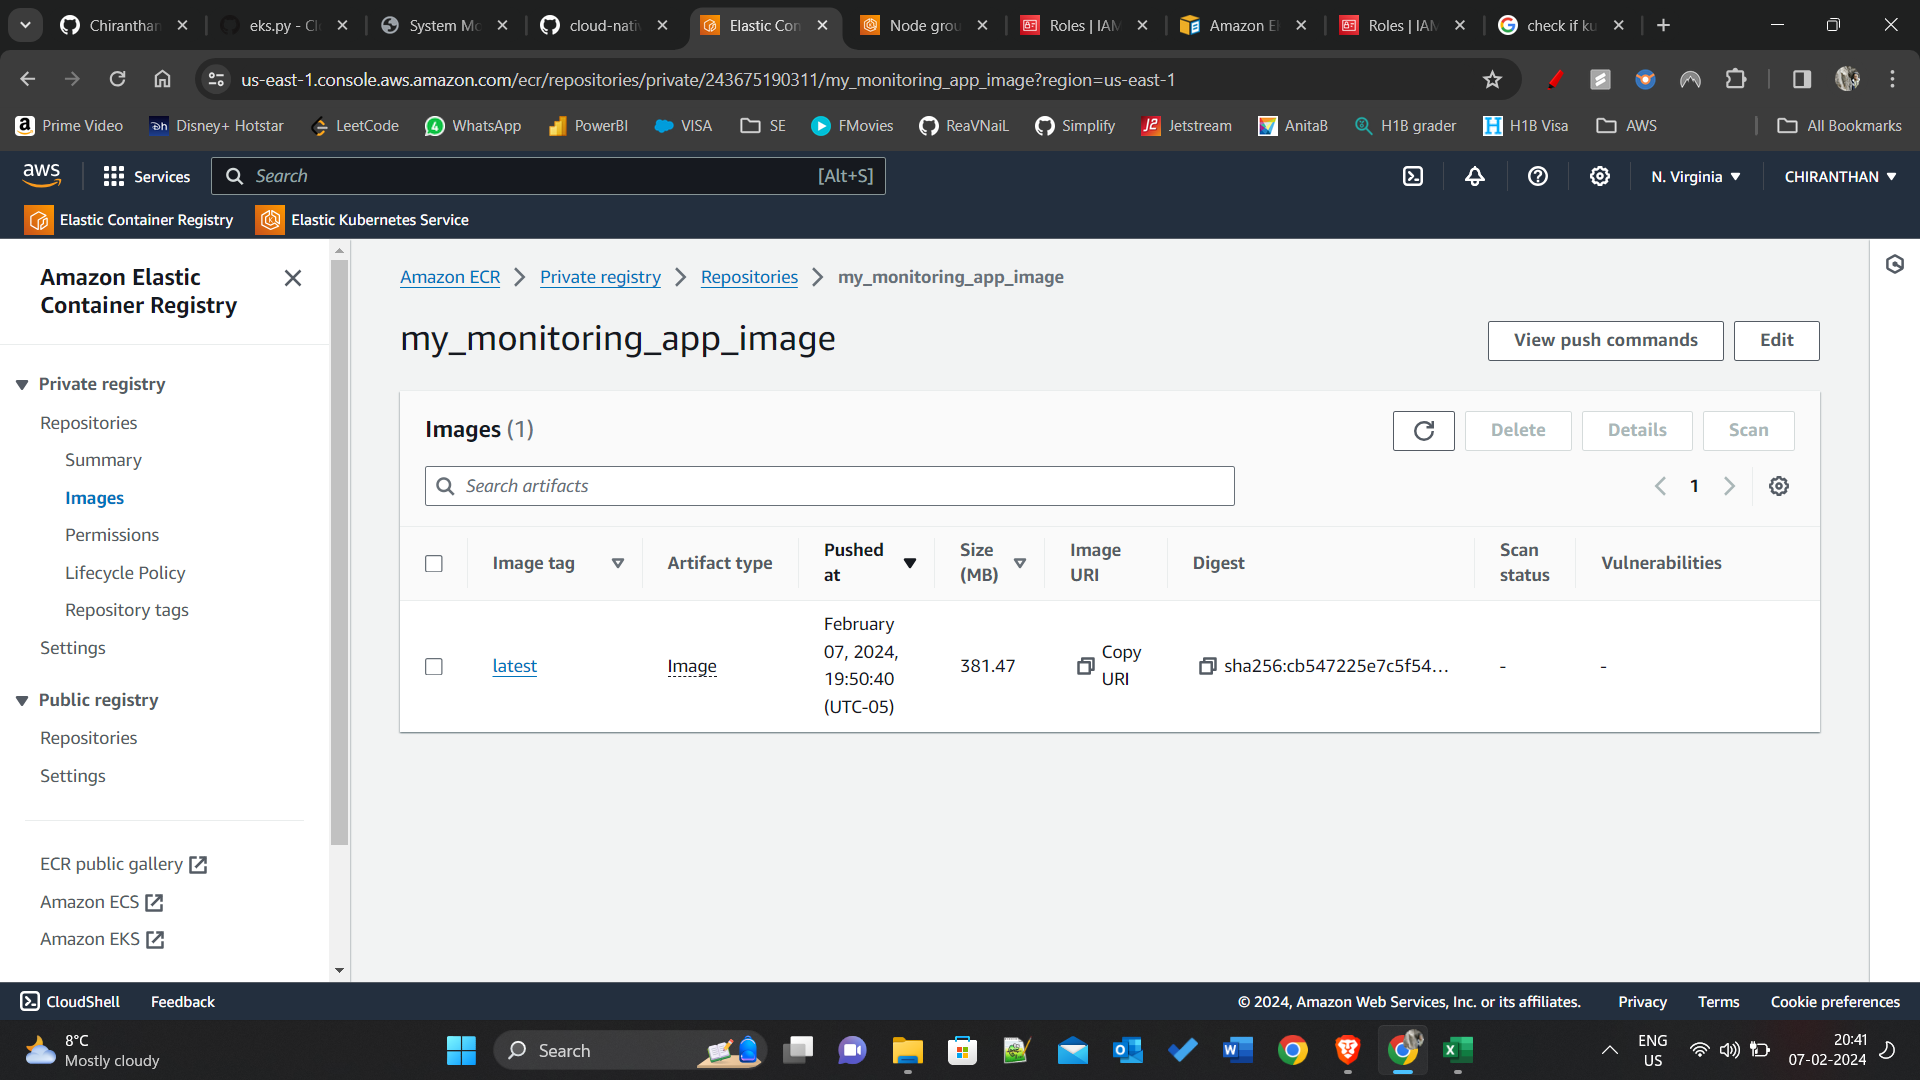 Chiranthan
eks.py - Cl
System Mo
cloud-nativ
Elastic Con
Node grou
Roles | IAM
Amazon E
Roles | IAM
check if ku
us-east-1.console.aws.amazon.com/ecr/repositories/private/243675190311/my_monitoring_app_image?region=us-east-1
Prime Video
Disney+ Hotstar
LeetCode
WhatsApp
PowerBI
VISA
SE
FMovies
ReaVNaiL
Simplify
Jetstream
AnitaB
H1B grader
H1B Visa
AWS
All Bookmarks
aws
Services
Search
[Alt+S]
N. Virginia
CHIRANTHAN
Elastic Container Registry
Elastic Kubernetes Service
Amazon Elastic
Container Registry
Private registry
Repositories
Summary
Images
Permissions
Lifecycle Policy
Repository tags
Settings
Public registry
Repositories
Settings
ECR public gallery
Amazon ECS
Amazon EKS
Amazon ECR
Private registry
Repositories
my_monitoring_app_image
my_monitoring_app_image
View push commands
Edit
Images (1)
Delete
Details
Scan
Search artifacts
1
Image tag
Artifact type
Pushed
at
Size
(MB)
Image
URI
Digest
Scan
status
Vulnerabilities
latest
Image
February
07, 2024,
19:50:40
(UTC-05)
381.47
Copy
URI
sha256:cb547225e7c5f54...
-
-
CloudShell
Feedback
© 2024, Amazon Web Services, Inc. or its affiliates.
Privacy
Terms
Cookie preferences
8°C
Mostly cloudy
Search
ENG
US
20:41
07-02-2024